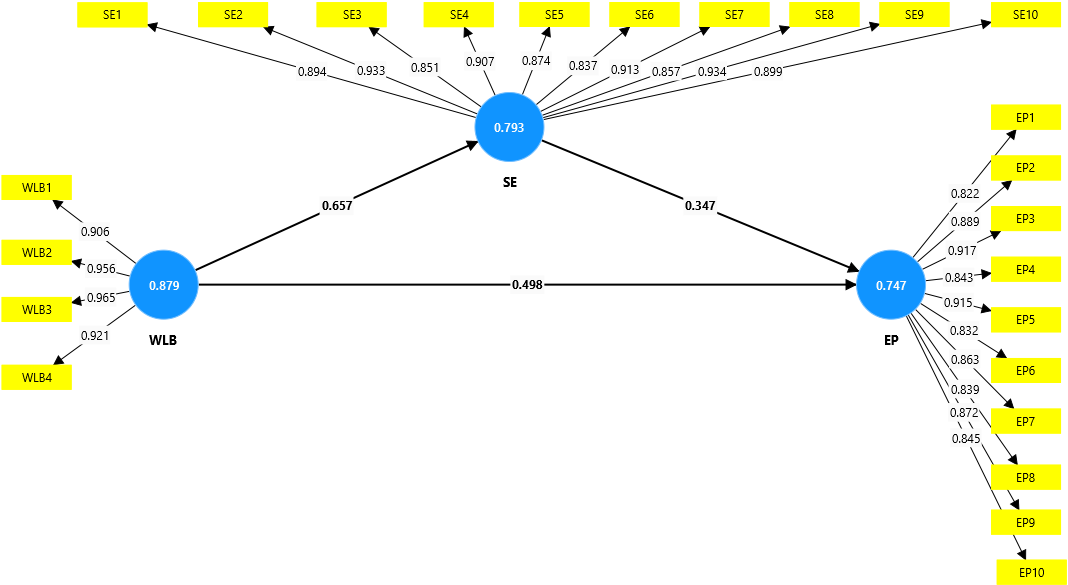 SE1 SE2 SE3 SE4 SE5 SE6 SE7 SE8 SE9 SE10
0.894 0.933 0.851 0.907 0.874 0.837 0.913 0.857 0.934 0.899
0.793
SE
EP1
EP2
EP3
EP4
EP5
EP6
EP7
EP8
EP9
EP10
0.822
0.889
0.917
0.843
0.915
0.832
0.863
0.839
0.872
0.845
WLB1
WLB2
WLB3
WLB4
0.906
0.956
0.965
0.921
0.657
0.347
0.498
0.879
WLB
0.747
EP